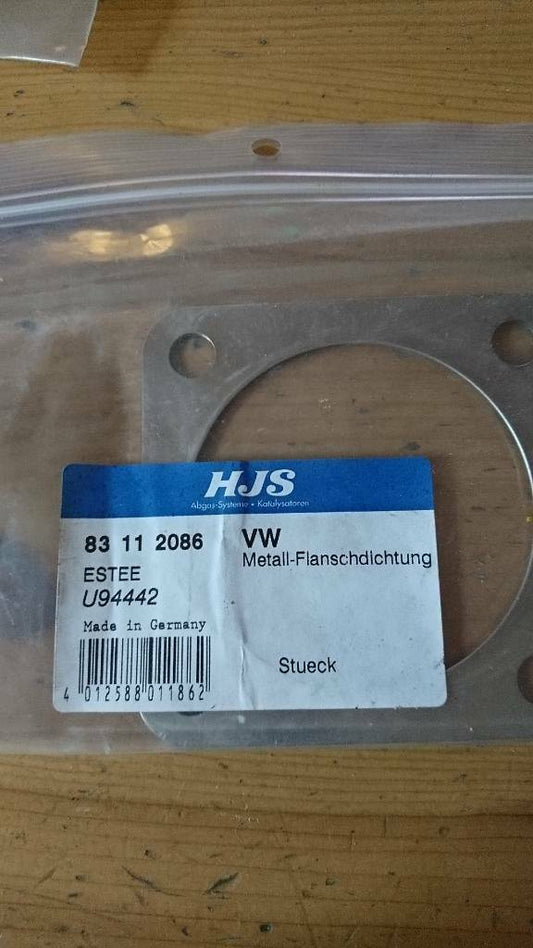 HJS
Abgas-Systeme • Katalysatoren
83 11 2086
VW
Metall-Flanschdichtung
ESTEE
U94442
Made in Germany
Stueck
4 012588 011862